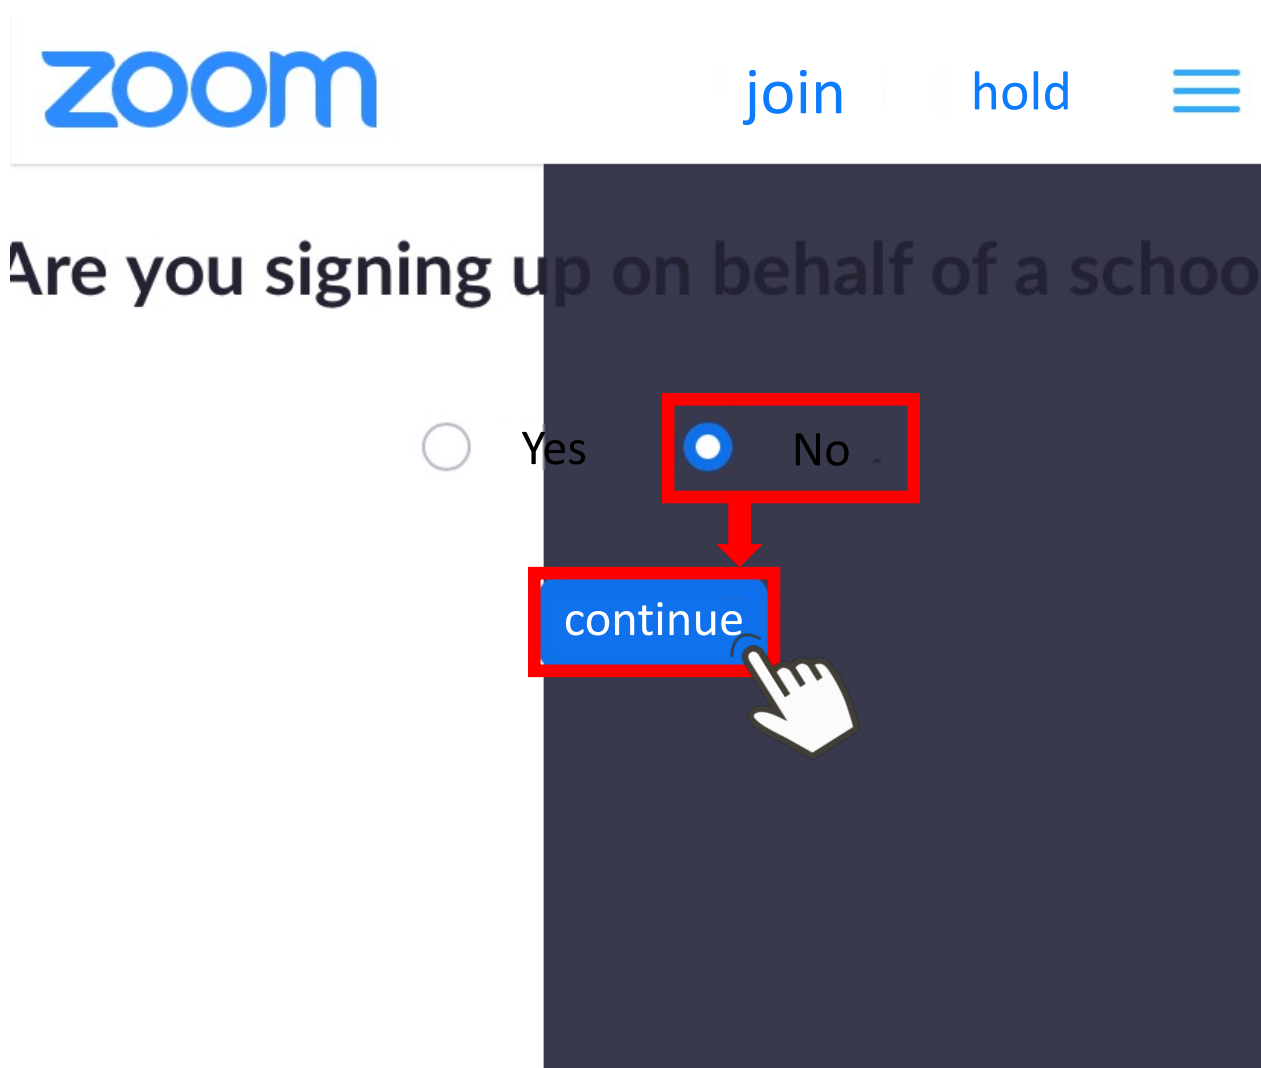 zoom
join hold
Are you signing up on behalf of a schoo
Yes No
continue